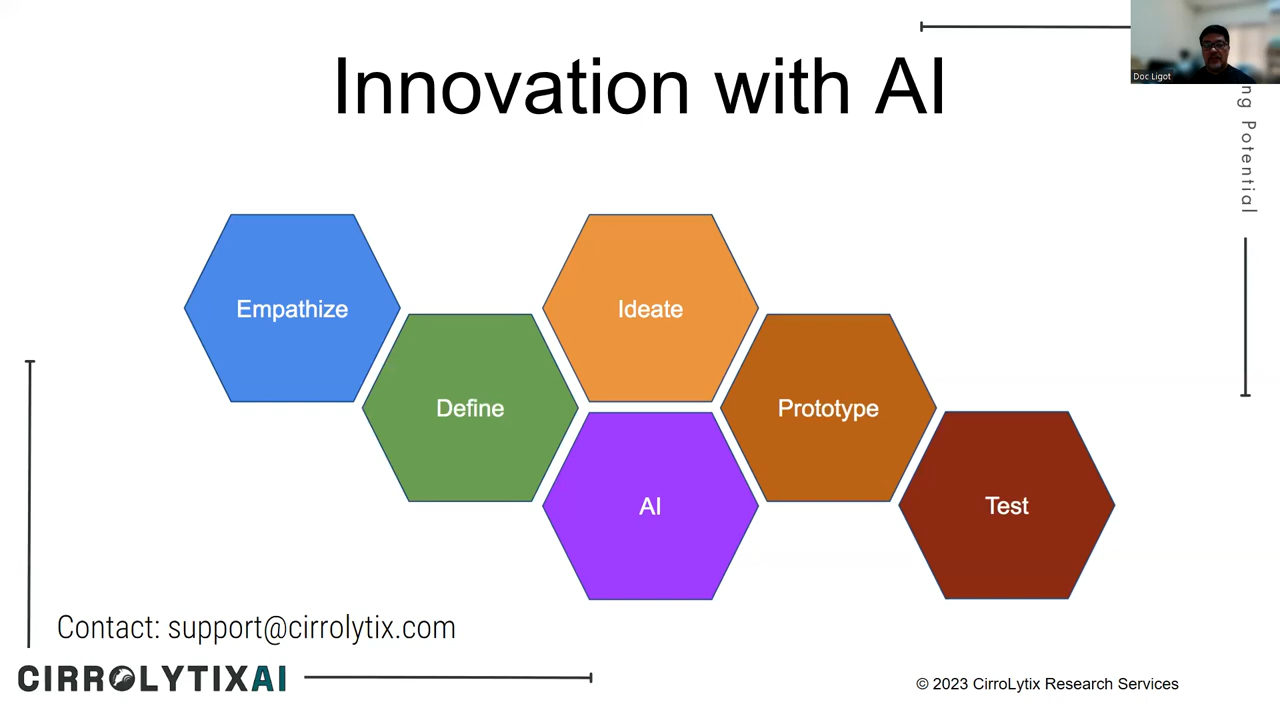 Innovation with AI
Doc Ligot
ng Potential
Empathize
Ideate
Define
Prototype
AI
Test
Contact: support@cirrolytix.com
CIRROLYTIXAI
© 2023 CirroLytix Research Services